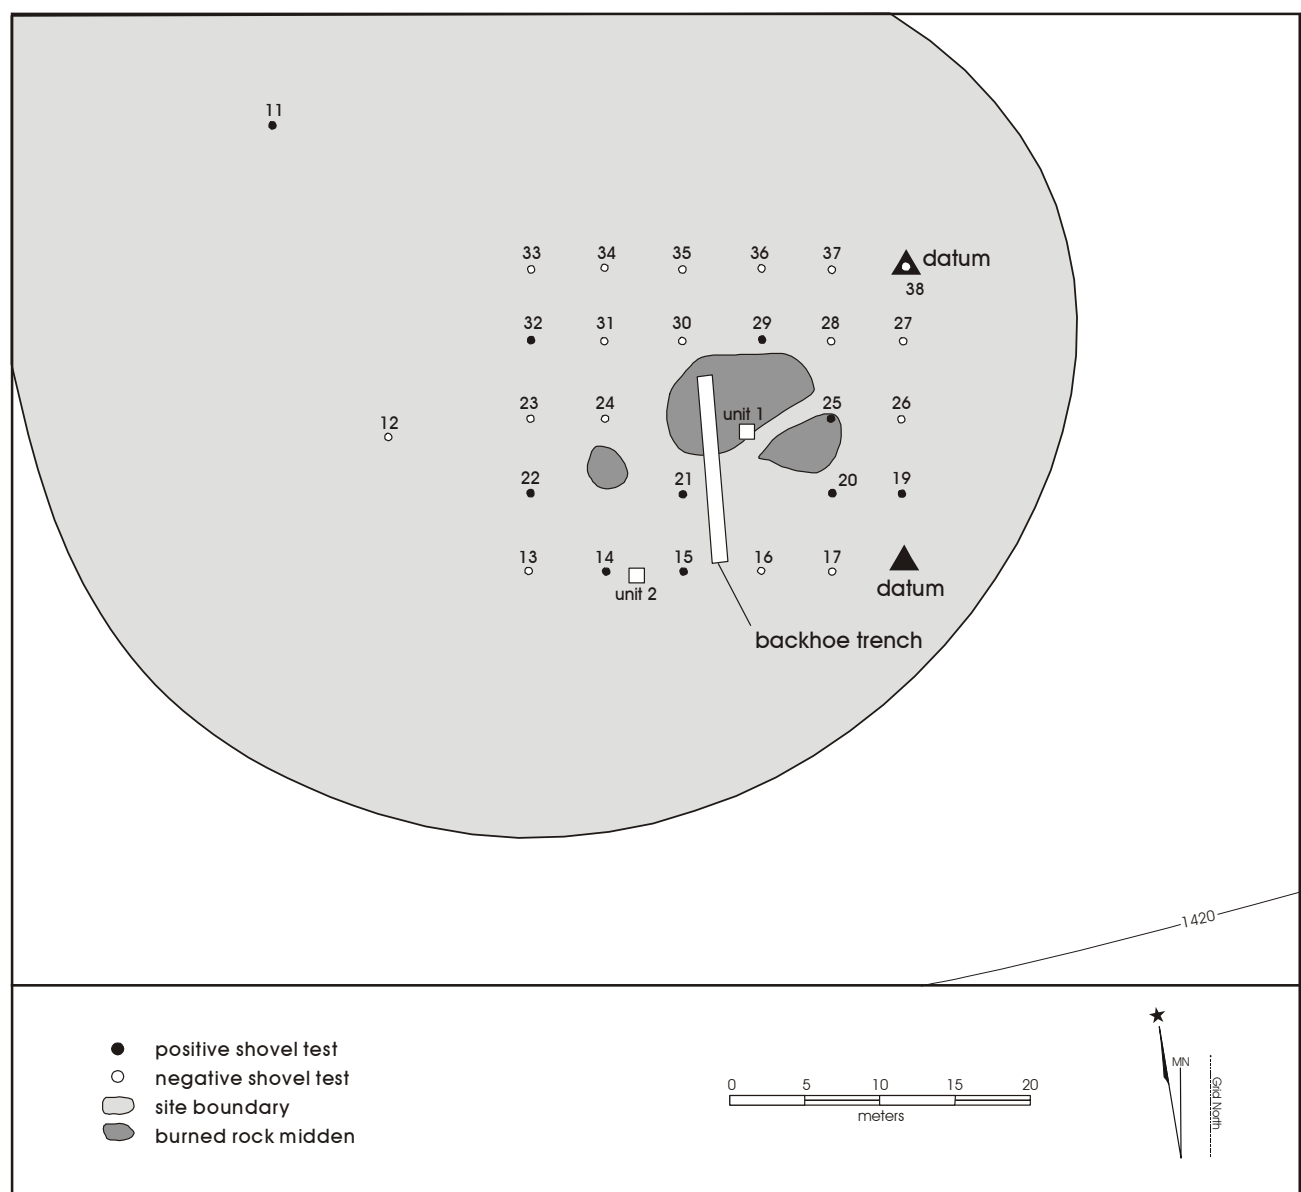 11
33 34 35 36 37 datum
38
32 31 30 29 28 27
23 24 unit 1 25 26
12
22 21 20 19
13 14 15 16 17
unit 2 datum
backhoe trench
1420
positive shovel test
negative shovel test
site boundary
burned rock midden
0 5 10 15 20
meters
MN
Grid North